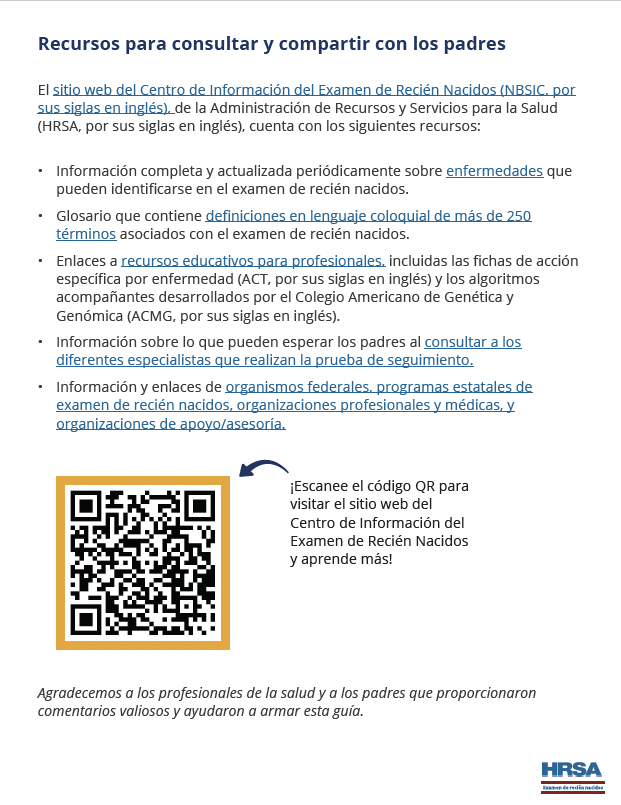 Recursos para consultar y compartir con los padres
El sitio web del Centro de Información del Examen de Recién Nacidos (NBSIC, por
sus siglas en inglés), de la Administración de Recursos y Servicios para la Salud
(HRSA, por sus siglas en inglés), cuenta con los siguientes recursos:
• Información completa y actualizada periódicamente sobre enfermedades que
pueden identificarse en el examen de recién nacidos.
• Glosario que contiene definiciones en lenguaje coloquial de más de 250
términos asociados con el examen de recién nacidos.
• Enlaces a recursos educativos para profesionales, incluidas las fichas de acción
específica por enfermedad (ACT, por sus siglas en inglés) y los algoritmos
acompañantes desarrollados por el Colegio Americano de Genética y
Genómica (ACMG, por sus siglas en inglés).
• Información sobre lo que pueden esperar los padres al consultar a los
diferentes especialistas que realizan la prueba de seguimiento.
• Información y enlaces de organismos federales, programas estatales de
examen de recién nacidos, organizaciones profesionales y médicas, y
organizaciones de apoyo/asesoría.
¡Escanee el código QR para
visitar el sitio web del
Centro de Información del
Examen de Recién Nacidos
y aprende más!
Agradecemos a los profesionales de la salud y a los padres que proporcionaron
comentarios valiosos y ayudaron a armar esta guía.
HRSA
Examen de recién nacidos